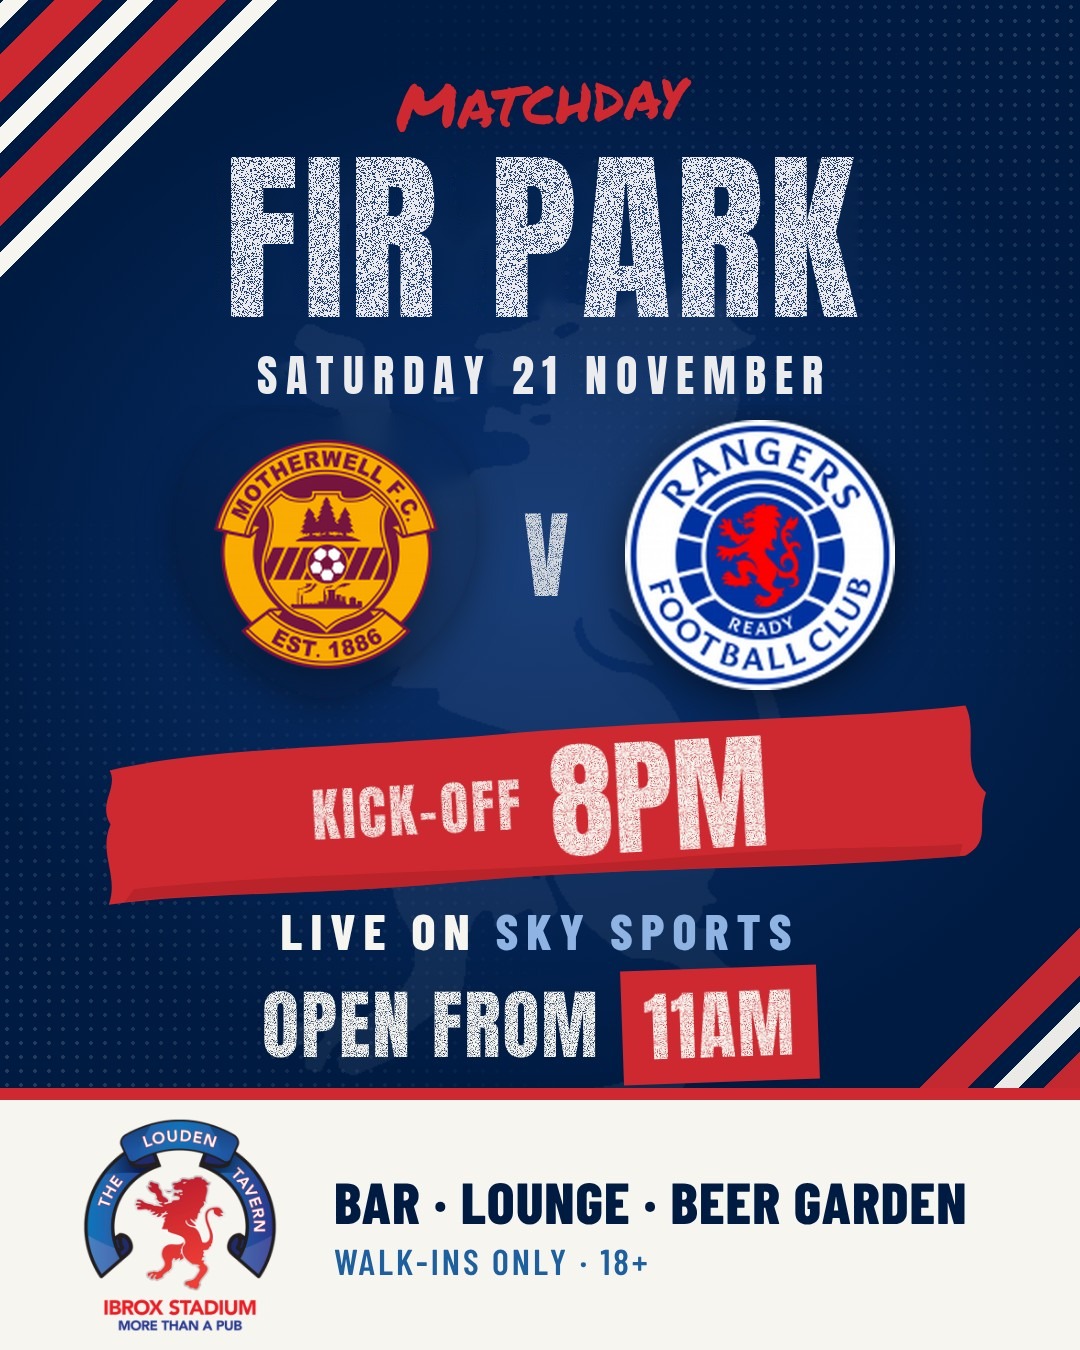 MATCHDAY
FIR PARK
SATURDAY 21 NOVEMBER
MOTHERWELL F.C.
EST. 1886
V
RANGERS
READY
FOOTBALL CLUB
KICK-OFF 8PM
LIVE ON SKY SPORTS
OPEN FROM 11AM
THE LOUDEN TAVERN
IBROX STADIUM
MORE THAN A PUB
BAR · LOUNGE · BEER GARDEN
WALK-INS ONLY · 18+